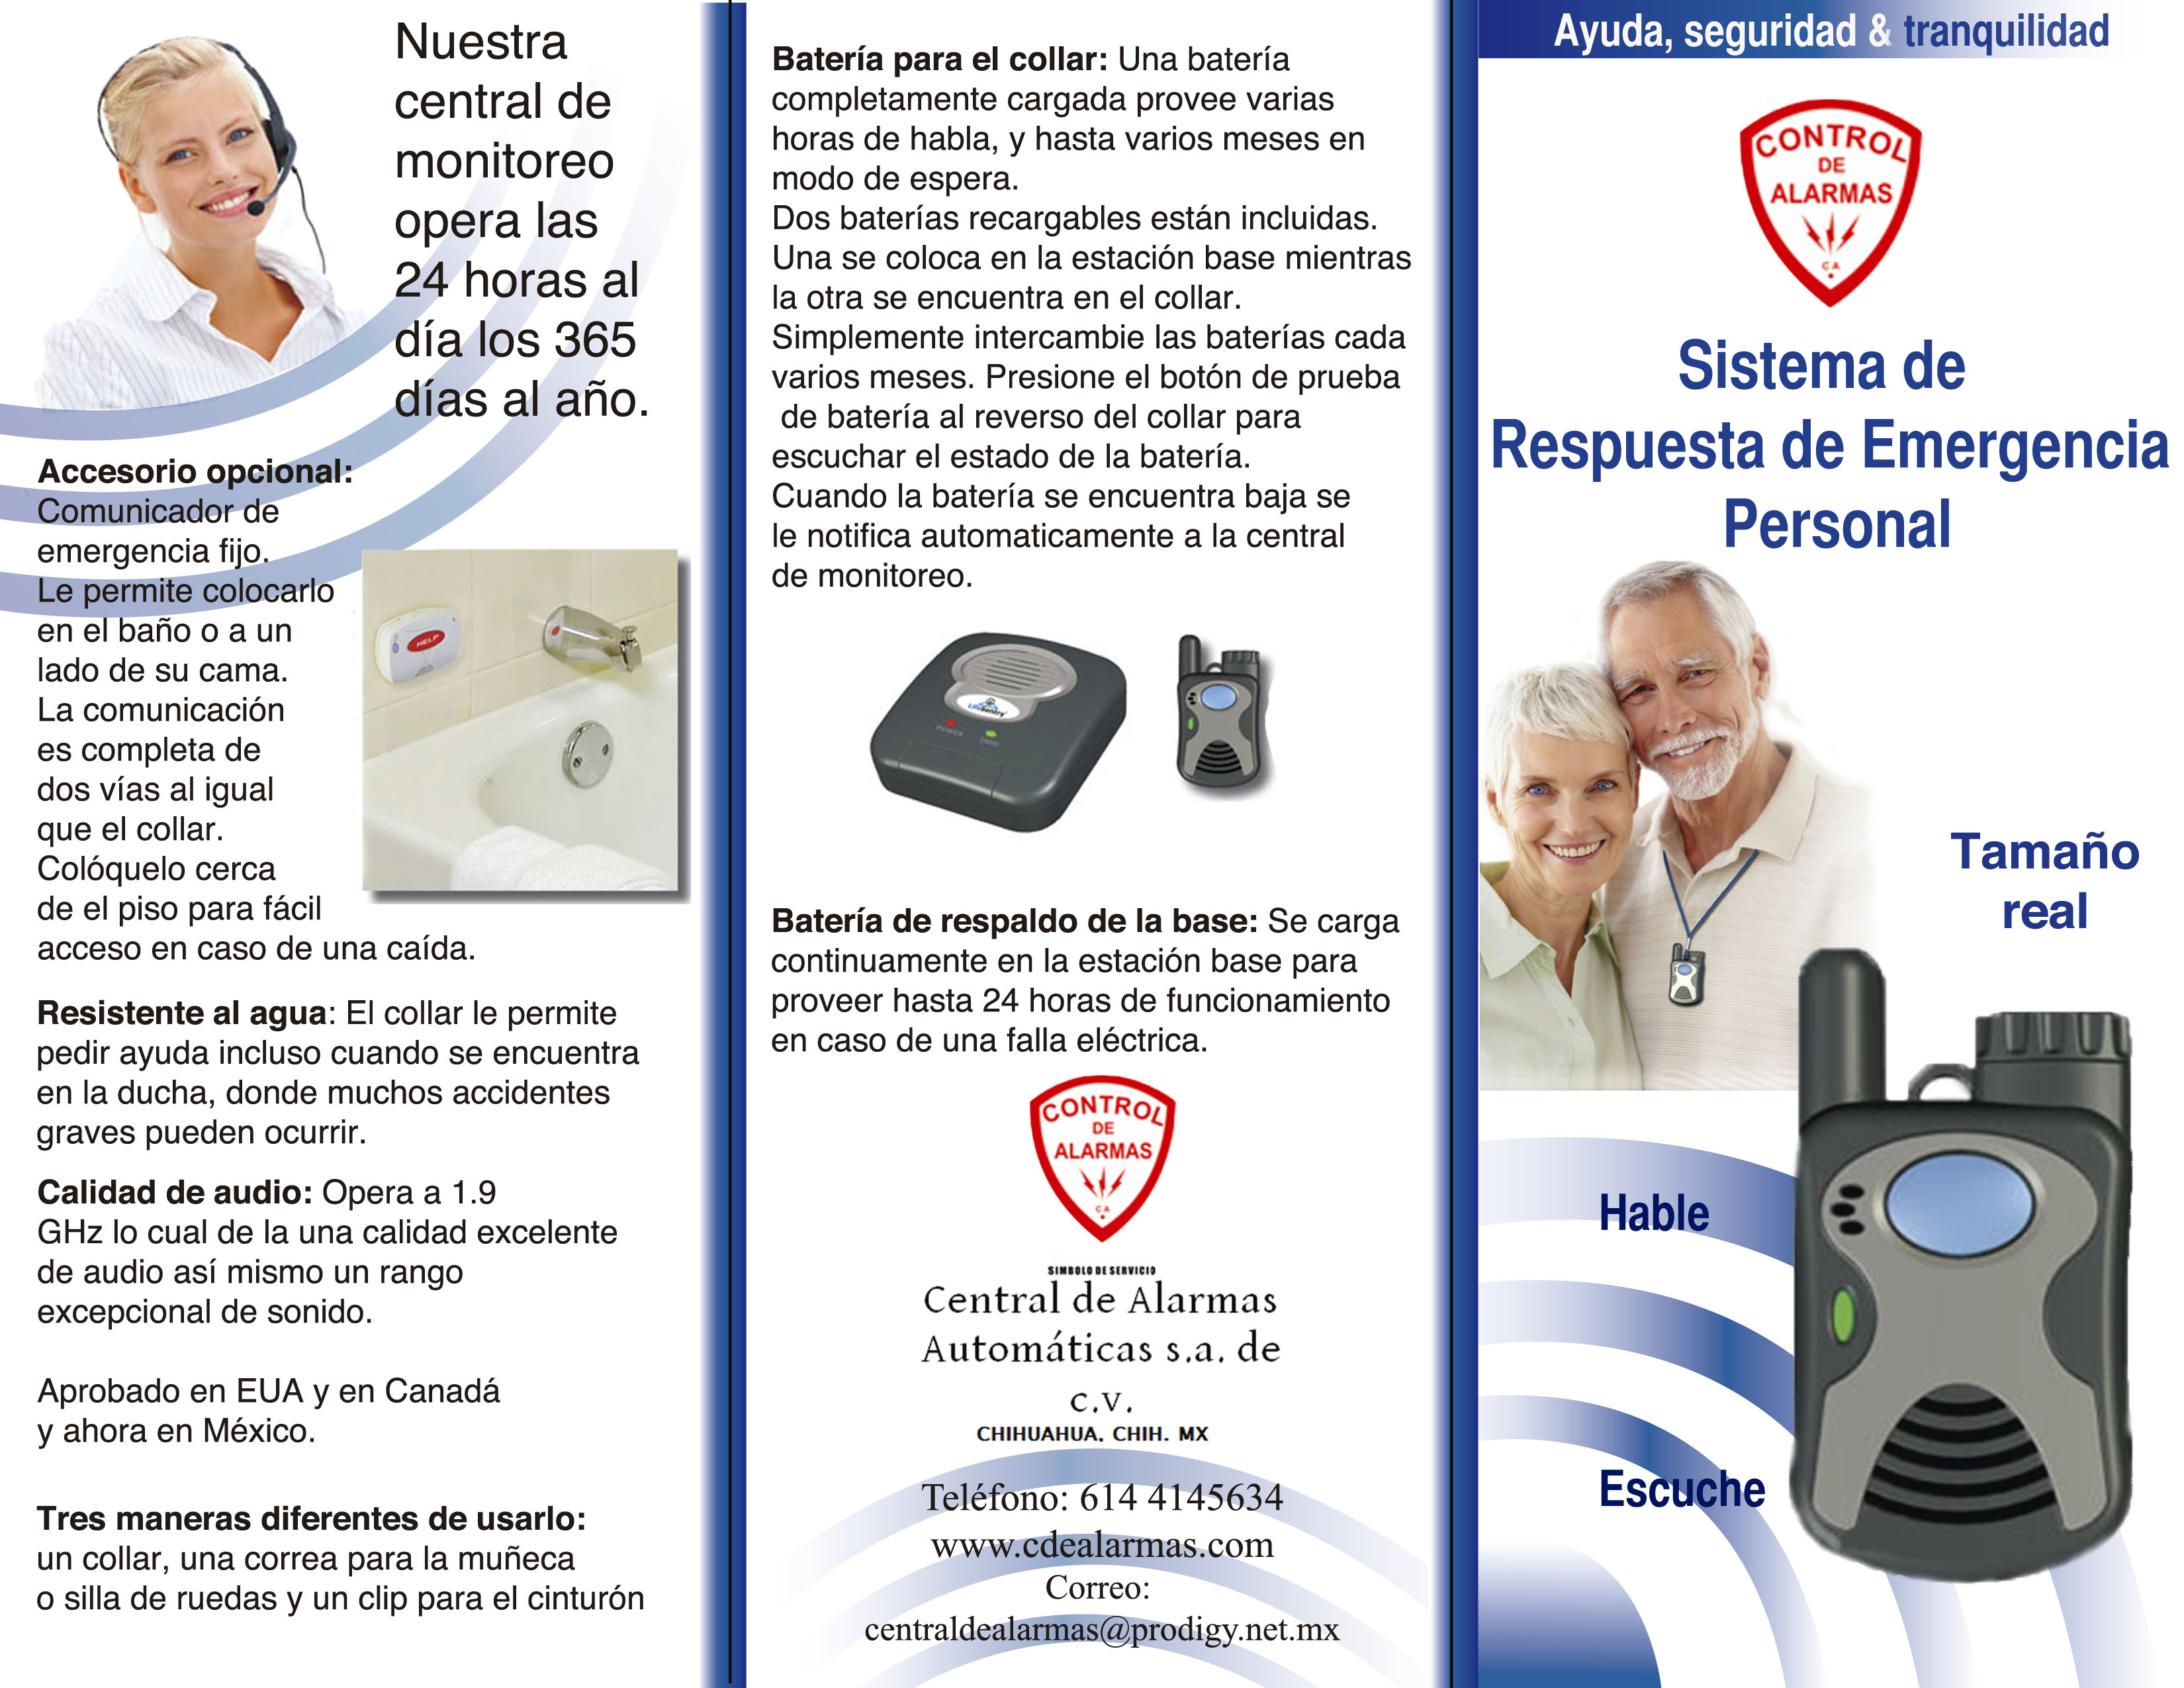 Nuestra
central de
monitoreo
opera las
24 horas al
día los 365
días al año.
Accesorio opcional:
Comunicador de
emergencia fijo.
Le permite colocarlo
en el baño o a un
lado de su cama.
La comunicación
es completa de
dos vías al igual
que el collar.
Colóquelo cerca
de el piso para fácil
acceso en caso de una caída.
HELP
Resistente al agua: El collar le permite
pedir ayuda incluso cuando se encuentra
en la ducha, donde muchos accidentes
graves pueden ocurrir.
Calidad de audio: Opera a 1.9
GHz lo cual de la una calidad excelente
de audio así mismo un rango
excepcional de sonido.
Aprobado en EUA y en Canadá
y ahora en México.
Tres maneras diferentes de usarlo:
un collar, una correa para la muñeca
o silla de ruedas y un clip para el cinturón
Batería para el collar: Una batería
completamente cargada provee varias
horas de habla, y hasta varios meses en
modo de espera.
Dos baterías recargables están incluidas.
Una se coloca en la estación base mientras
la otra se encuentra en el collar.
Simplemente intercambie las baterías cada
varios meses. Presione el botón de prueba
de batería al reverso del collar para
escuchar el estado de la batería.
Cuando la batería se encuentra baja se
le notifica automaticamente a la central
de monitoreo.
LifeSentry
POWER
INFO
Batería de respaldo de la base: Se carga
continuamente en la estación base para
proveer hasta 24 horas de funcionamiento
en caso de una falla eléctrica.
CONTROL
DE
ALARMAS
CA
SIMBOLO DE SERVICIO
Central de Alarmas
Automáticas s.a. de
c.v.
CHIHUAHUA, CHIH. MX
Teléfono: 614 4145634
www.cdealarmas.com
Correo:
centraldealarmas@prodigy.net.mx
Ayuda, seguridad & tranquilidad
CONTROL
DE
ALARMAS
CA
Sistema de
Respuesta de Emergencia
Personal
Tamaño
real
Hable
Escuche